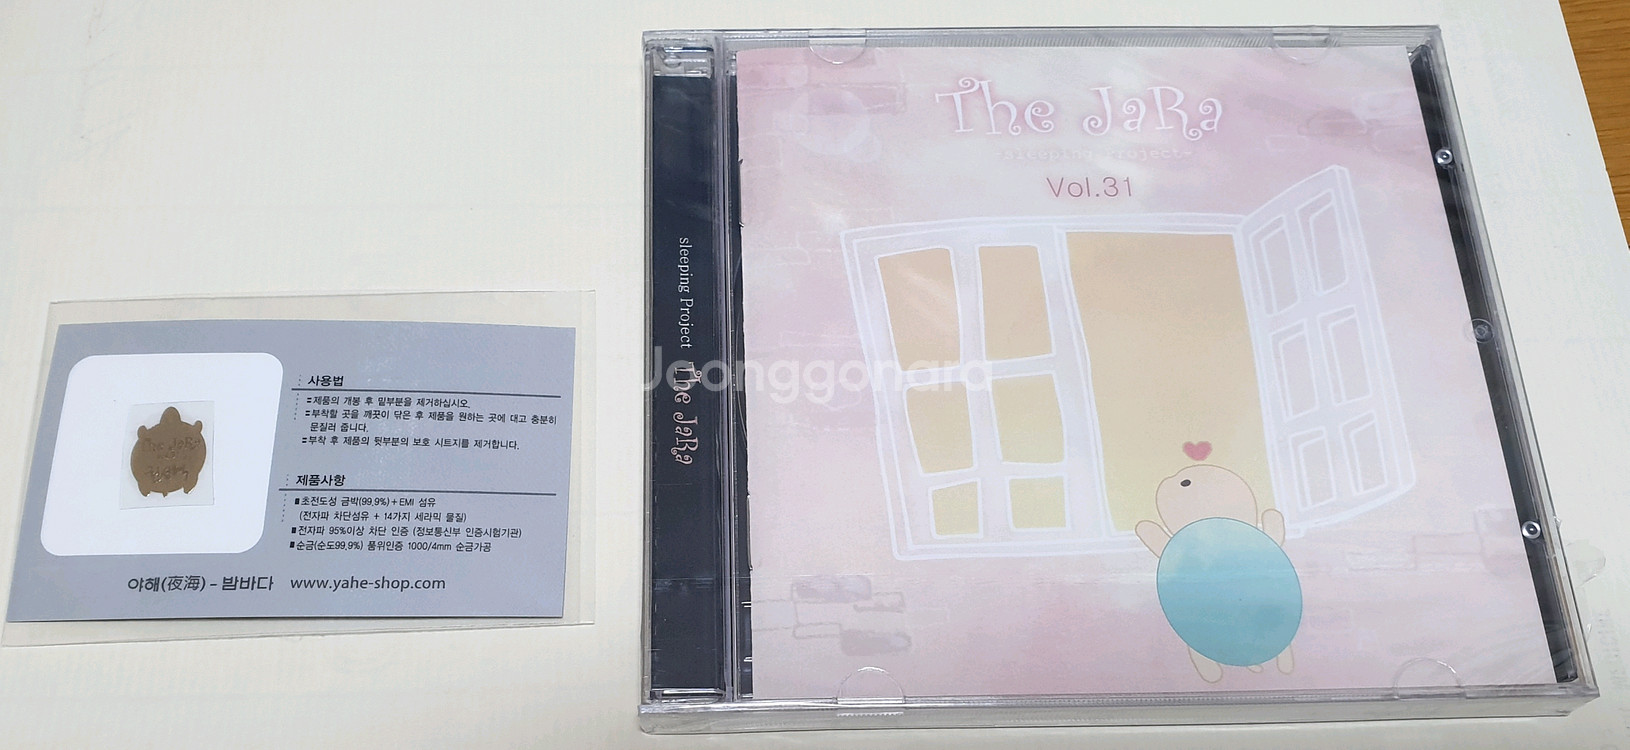 사용법
제품의 개봉 후 밑부분을 제거하십시오.
부착할 곳을 깨끗이 닦은 후 제품을 원하는 곳에 대고 충분히
문질러 줍니다.
부착 후 제품의 뒷부분의 보호 시트지를 제거합니다.
제품사항
초전도성 금박(99,9%)+EMI 섬유
(전자파 차단섬유 + 14가지 세라믹 물질)
전자파 95%이상 차단 인증 (정보통신부 인증시험기관)
순금(순도99,9%) 품위인증 1000/4mm 순금가공
야해(夜海) - 밤바다 www.yahe-shop.com
The JaRa
sleeping Project The JaRa
The JaRa
-sleeping Project-
Vol.31
Joonggonara